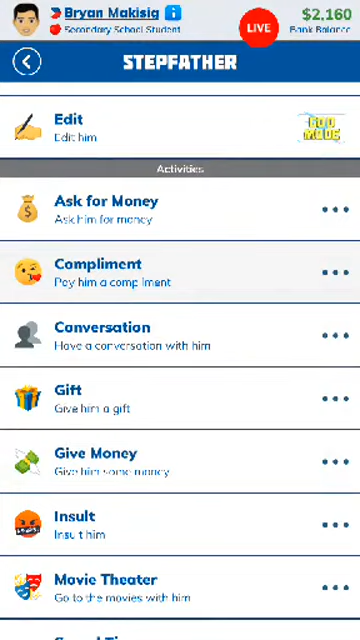 Bryan Makisig i
Secondary School Student
LIVE
$2,160
Bank Balance
STEPFATHER
Edit
Edit him
GOD MODE
Activities
Ask for Money
Ask him for money
Compliment
Pay him a compliment
Conversation
Have a conversation with him
Gift
Give him a gift
Give Money
Give him some money
Insult
Insult him
Movie Theater
Go to the movies with him